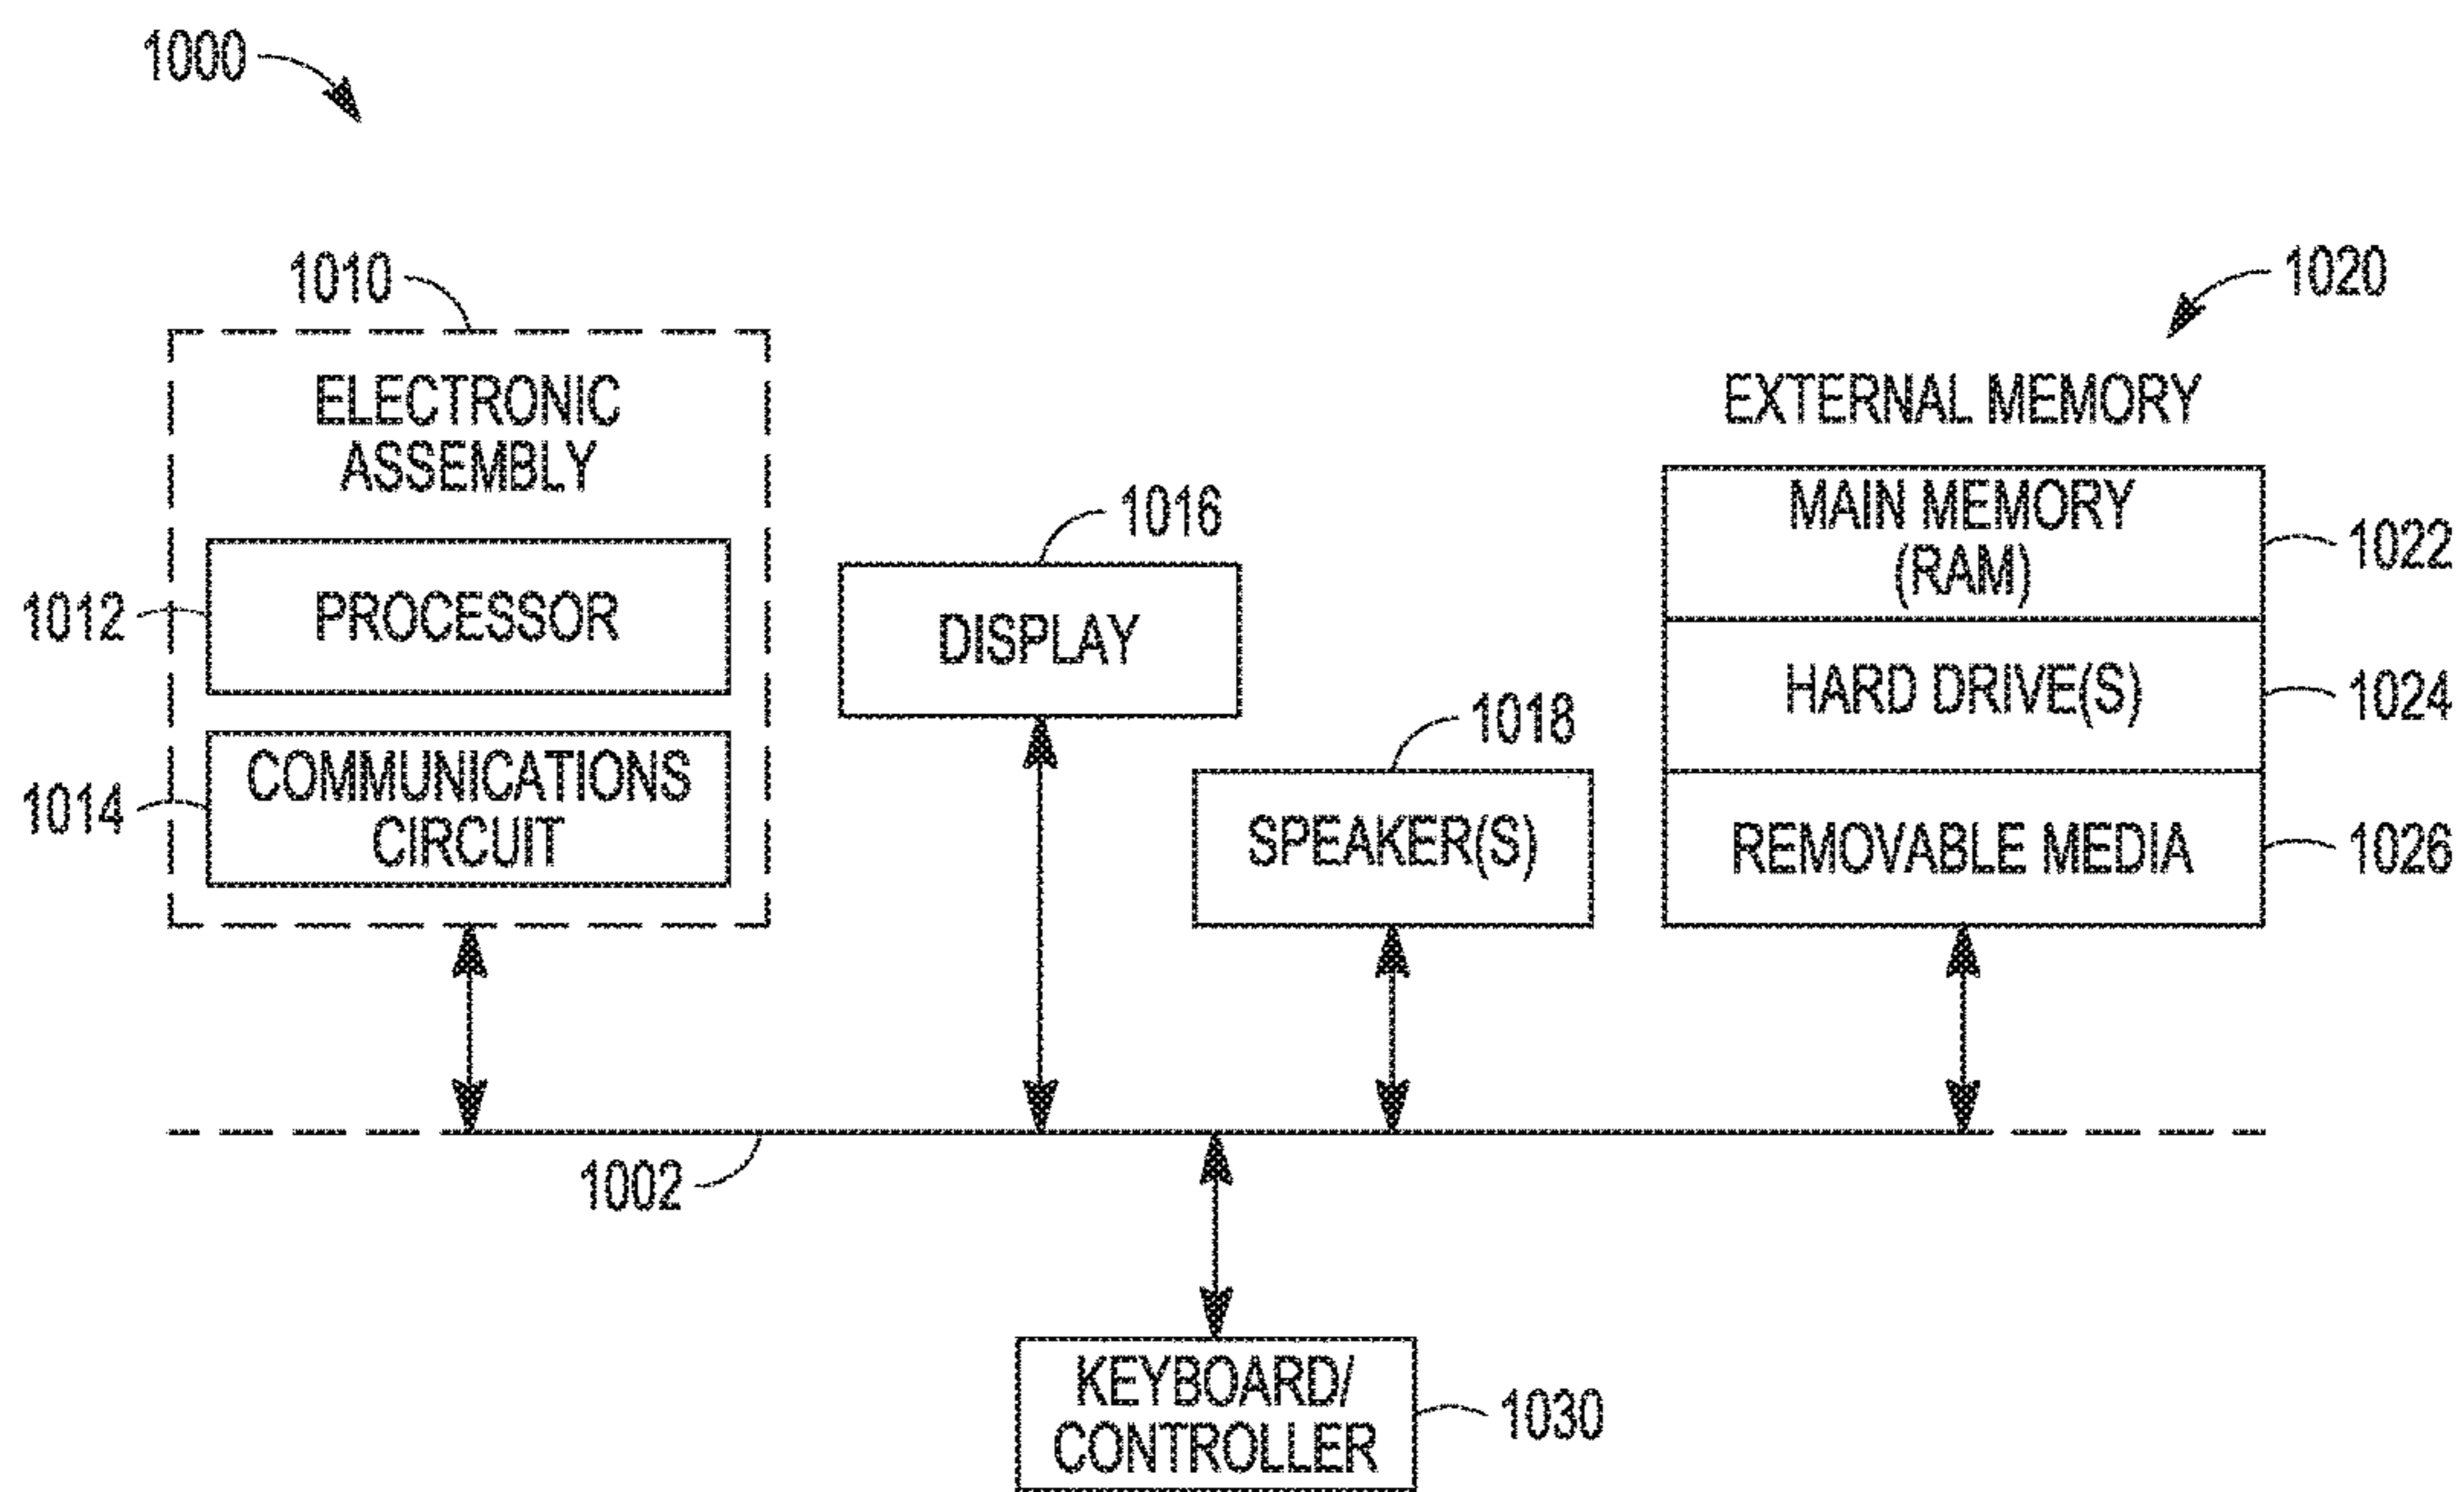 1000
1010
1020
ELECTRONIC
ASSEMBLY
EXTERNAL MEMORY
1016
MAIN MEMORY
(RAM)
1022
1012
PROCESSOR
DISPLAY
HARD DRIVE(S)
1024
1018
COMMUNICATIONS
CIRCUIT
1014
SPEAKER(S)
REMOVABLE MEDIA
1026
1002
KEYBOARD/
CONTROLLER
1030